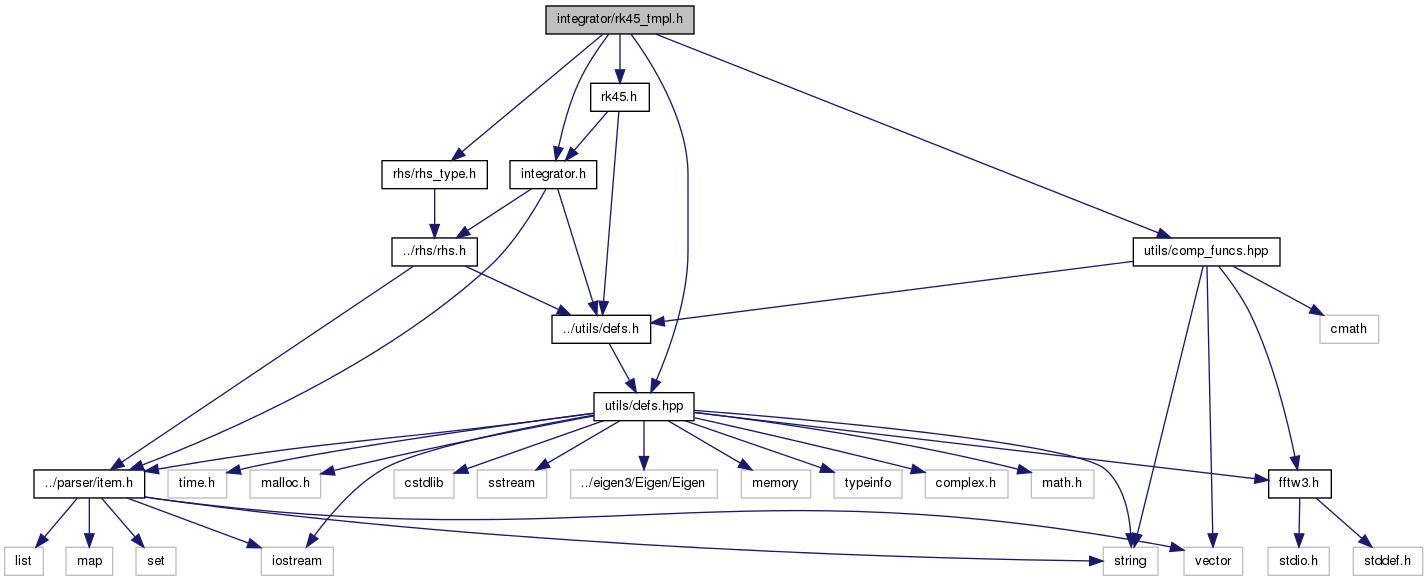 integrator/rk45_tmpl.h
rk45.h
rhs/rhs_type.h
integrator.h
../rhs/rhs.h
utils/comp_funcs.hpp
../utils/defs.h
cmath
utils/defs.hpp
../parser/item.h
time.h
malloc.h
cstdlib
sstream
../eigen3/Eigen/Eigen
memory
typeinfo
complex.h
math.h
fftw3.h
list
map
set
iostream
string
vector
stdio.h
stddef.h